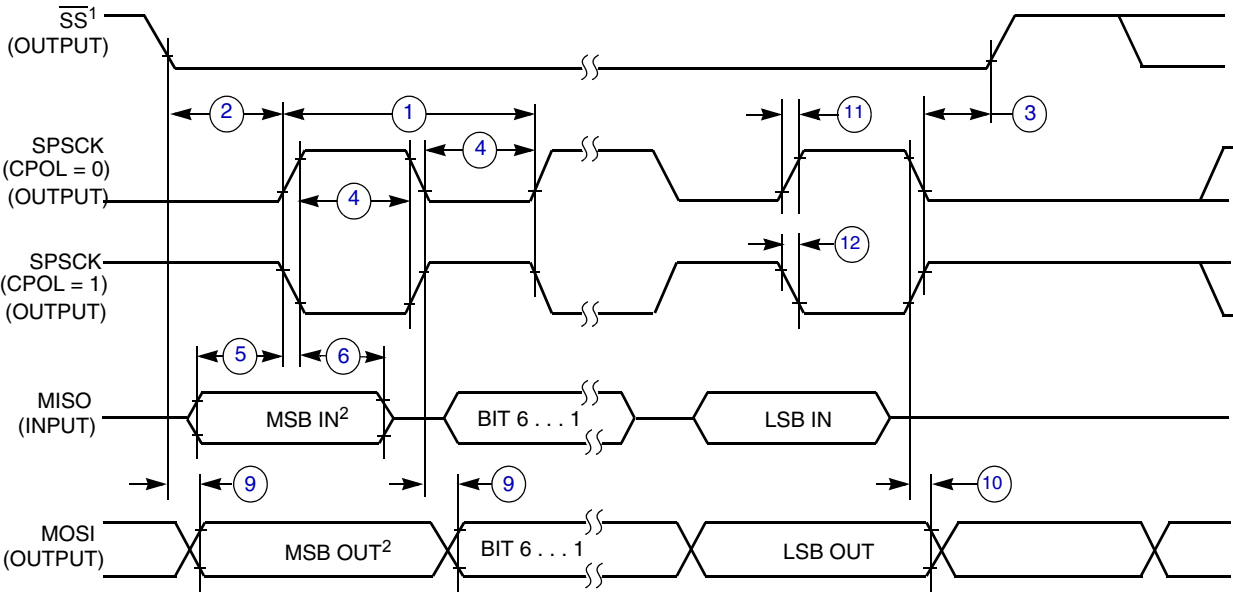 SS¹
(OUTPUT)
2
1
11
3
SPSCK
(CPOL = 0)
(OUTPUT)
4
4
12
SPSCK
(CPOL = 1)
(OUTPUT)
5
6
MISO
(INPUT)
MSB IN²
BIT 6 . . . 1
LSB IN
9
9
10
MOSI
(OUTPUT)
MSB OUT²
BIT 6 . . . 1
LSB OUT